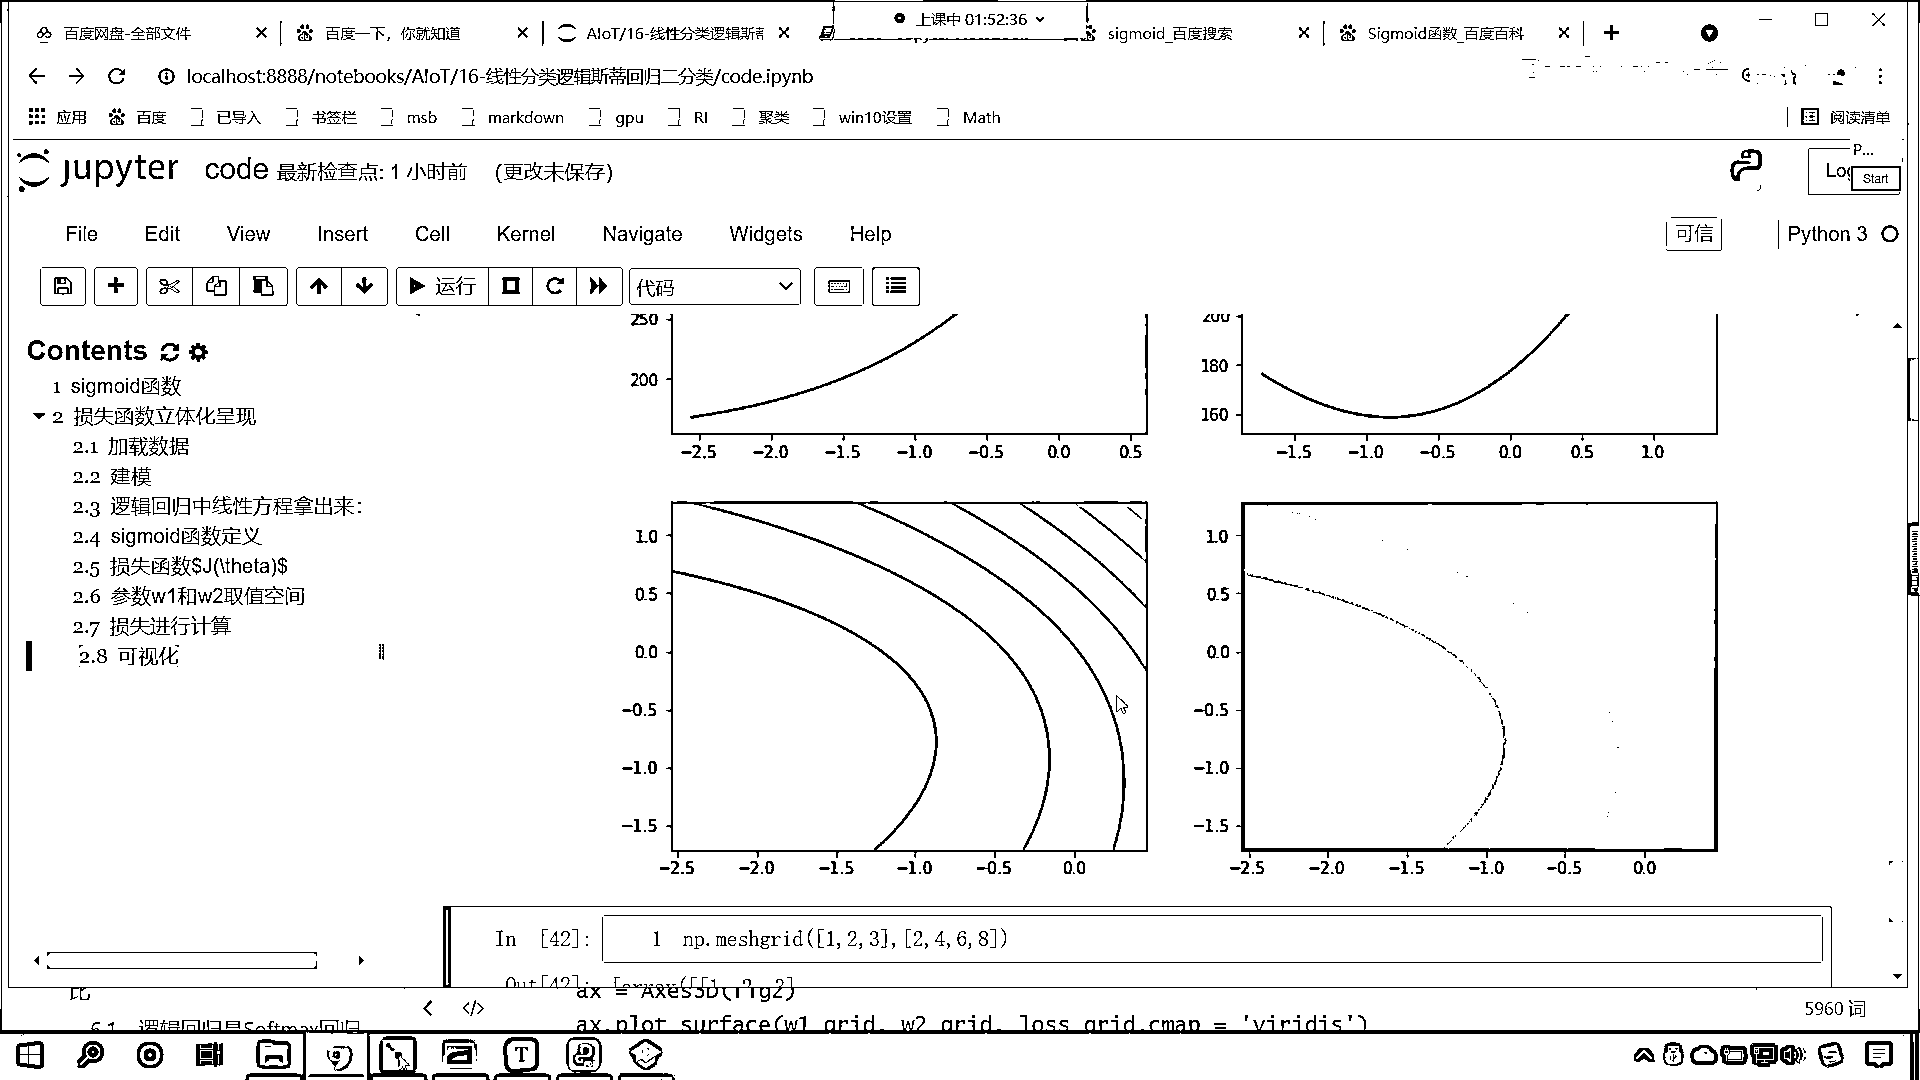 上课中 01:52:36
百度网盘-全部文件
百度一下，你就知道
AIoT/16-线性分类逻辑斯蒂
sigmoid_百度搜索
Sigmoid函数_百度百科
localhost:8888/notebooks/AIoT/16-线性分类逻辑斯蒂回归二分类/code.ipynb
应用 百度 已导入 书签栏 msb markdown gpu RI 聚类 win10设置 Math 阅读清单
jupyter code 最新检查点: 1 小时前 (更改未保存)
P...
Start
File Edit View Insert Cell Kernel Navigate Widgets Help 可信 Python 3
运行 代码
Contents
1 sigmoid函数
2 损失函数立体化呈现
2.1 加载数据
2.2 建模
2.3 逻辑回归中线性方程拿出来:
2.4 sigmoid函数定义
2.5 损失函数$J(\theta)$
2.6 参数w1和w2取值空间
2.7 损失进行计算
2.8 可视化
250
200
−2.5 −2.0 −1.5 −1.0 −0.5 0.0 0.5
200
180
160
−1.5 −1.0 −0.5 0.0 0.5 1.0
1.0
0.5
0.0
−0.5
−1.0
−1.5
−2.5 −2.0 −1.5 −1.0 −0.5 0.0
1.0
0.5
0.0
−0.5
−1.0
−1.5
−2.5 −2.0 −1.5 −1.0 −0.5 0.0
In [42]: 1 np.meshgrid([1,2,3],[2,4,6,8])
Out[42]: [array([[1
ax = Axes3D(fig2)
ax.plot_surface(w1_grid, w2_grid, loss_grid,cmap = 'viridis')
6.1 逻辑回归是Softmax回归
5960 词